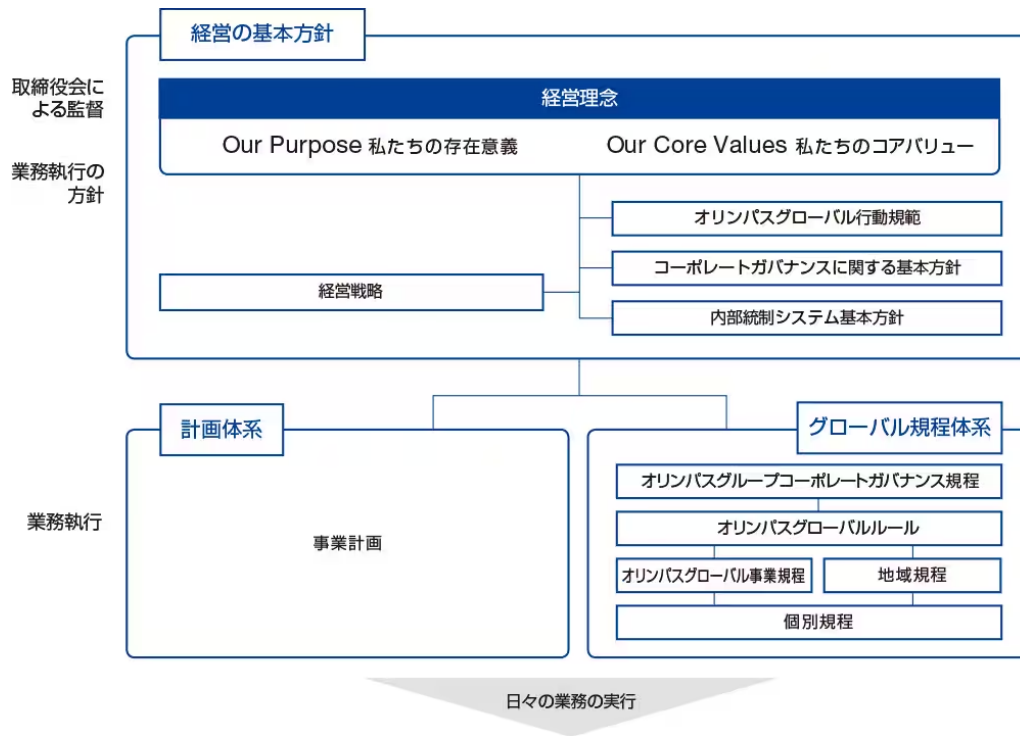 経営の基本方針
取締役会に
よる監督
経営理念
Our Purpose 私たちの存在意義
Our Core Values 私たちのコアバリュー
業務執行の
方針
オリンパスグローバル行動規範
コーポレートガバナンスに関する基本方針
経営戦略
内部統制システム基本方針
計画体系
グローバル規程体系
オリンパスグループコーポレートガバナンス規程
業務執行
オリンパスグローバルルール
事業計画
オリンパスグローバル事業規程
地域規程
個別規程
日々の業務の実行